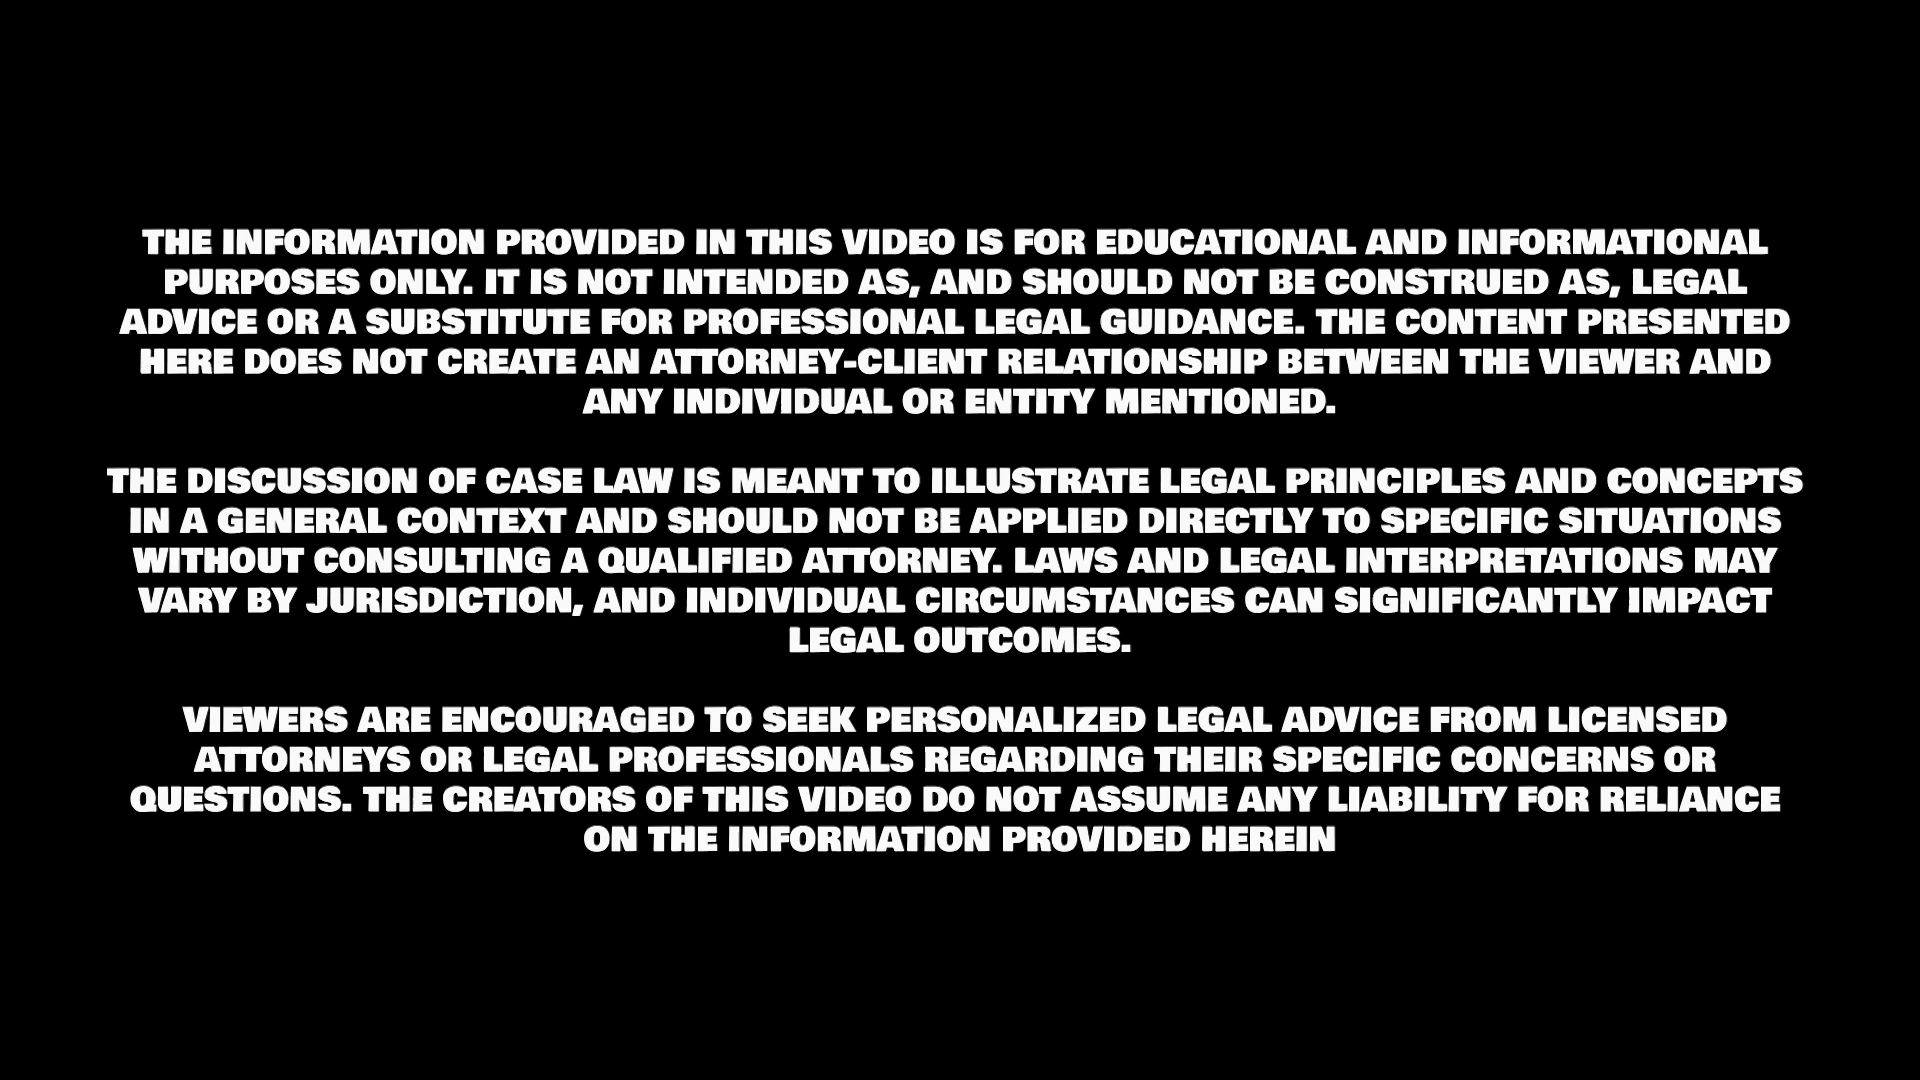 THE INFORMATION PROVIDED IN THIS VIDEO IS FOR EDUCATIONAL AND INFORMATIONAL
PURPOSES ONLY. IT IS NOT INTENDED AS, AND SHOULD NOT BE CONSTRUED AS, LEGAL
ADVICE OR A SUBSTITUTE FOR PROFESSIONAL LEGAL GUIDANCE. THE CONTENT PRESENTED
HERE DOES NOT CREATE AN ATTORNEY-CLIENT RELATIONSHIP BETWEEN THE VIEWER AND
ANY INDIVIDUAL OR ENTITY MENTIONED.
THE DISCUSSION OF CASE LAW IS MEANT TO ILLUSTRATE LEGAL PRINCIPLES AND CONCEPTS
IN A GENERAL CONTEXT AND SHOULD NOT BE APPLIED DIRECTLY TO SPECIFIC SITUATIONS
WITHOUT CONSULTING A QUALIFIED ATTORNEY. LAWS AND LEGAL INTERPRETATIONS MAY
VARY BY JURISDICTION, AND INDIVIDUAL CIRCUMSTANCES CAN SIGNIFICANTLY IMPACT
LEGAL OUTCOMES.
VIEWERS ARE ENCOURAGED TO SEEK PERSONALIZED LEGAL ADVICE FROM LICENSED
ATTORNEYS OR LEGAL PROFESSIONALS REGARDING THEIR SPECIFIC CONCERNS OR
QUESTIONS. THE CREATORS OF THIS VIDEO DO NOT ASSUME ANY LIABILITY FOR RELIANCE
ON THE INFORMATION PROVIDED HEREIN